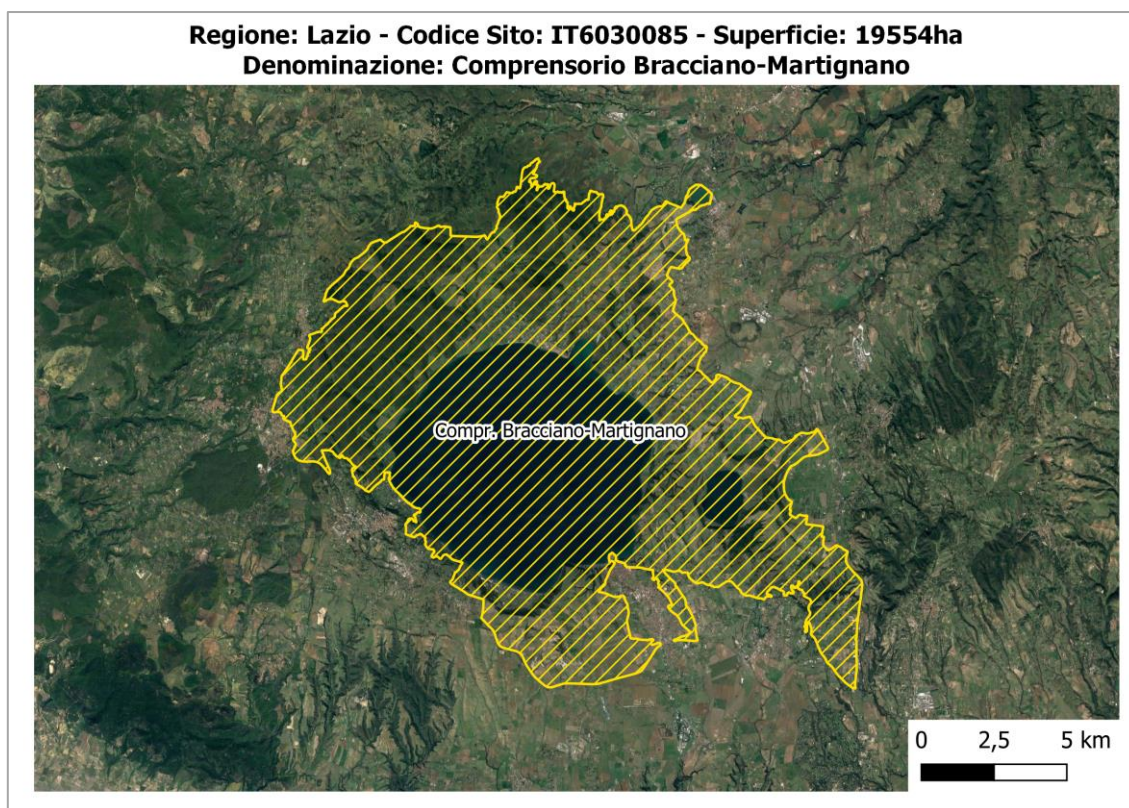 Regione: Lazio - Codice Sito: IT6030085 - Superficie: 19554ha
Denominazione: Comprensorio Bracciano-Martignano
Compr. Bracciano-Martignano
0 2,5 5 km